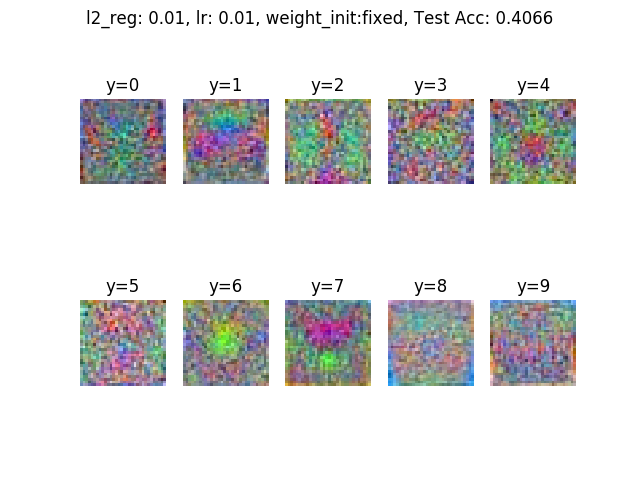 l2_reg: 0.01, lr: 0.01, weight_init:fixed, Test Acc: 0.4066
y=0 y=1 y=2 y=3 y=4
y=5 y=6 y=7 y=8 y=9